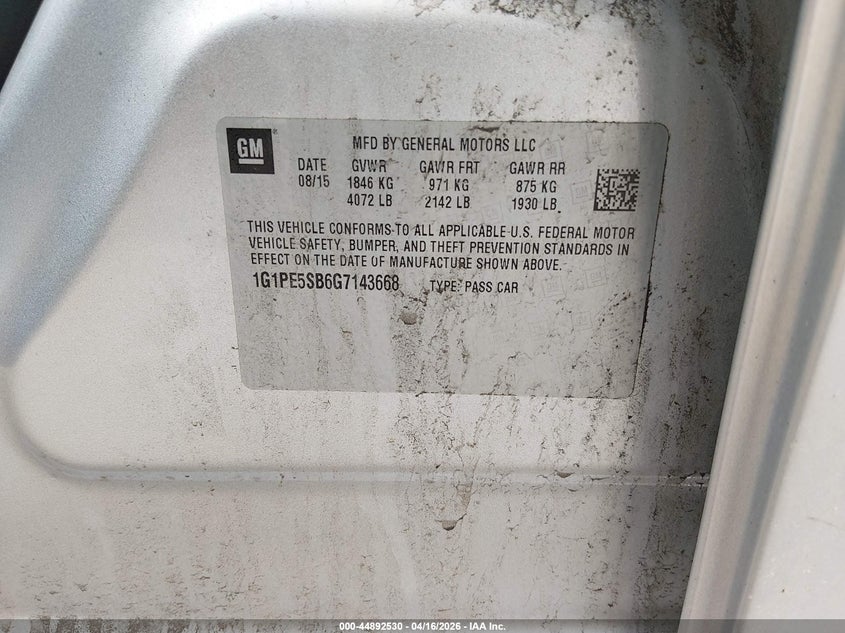 GM
MFD BY GENERAL MOTORS LLC
DATE GVWR GAWR FRT GAWR RR
08/15 1846 KG 971 KG 875 KG
4072 LB 2142 LB 1930 LB
THIS VEHICLE CONFORMS TO ALL APPLICABLE U.S. FEDERAL MOTOR
VEHICLE SAFETY, BUMPER, AND THEFT PREVENTION STANDARDS IN
EFFECT ON THE DATE OF MANUFACTURE SHOWN ABOVE.
1G1PE5SB6G7143668 TYPE: PASS CAR
000-44892530 - 04/16/2026 - IAA Inc.